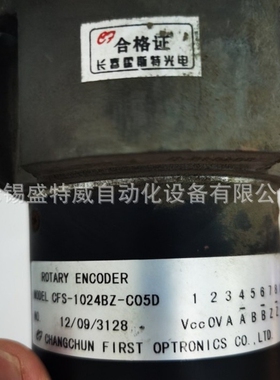 合格证
长春第一光电
锡盛特威自动化设备有限
ROTARY ENCODER
MODEL CFS-1024BZ-C05D
1 2 3 4 5 6 7 8
NO 12/09/3128
Vcc 0V A A̅ B B̅ Z Z̅
CHANGCHUN FIRST OPTRONICS CO.,LTD